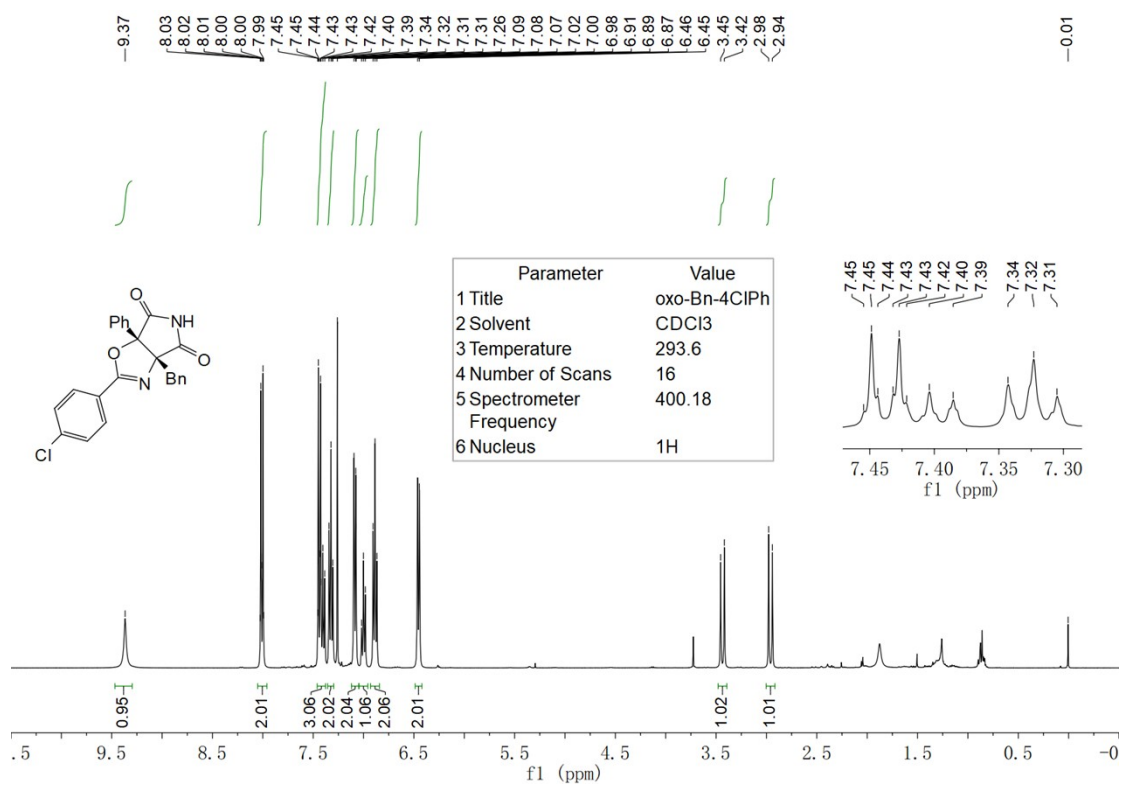 —9.37
8.03
8.02
8.01
8.00
8.00
7.99
7.45
7.45
7.44
7.43
7.43
7.42
7.40
7.39
7.34
7.32
7.31
7.31
7.26
7.09
7.08
7.07
7.02
7.00
6.98
6.91
6.89
6.87
6.46
6.45
3.45
3.42
2.98
2.94
—-0.01
Parameter Value
1 Title oxo-Bn-4ClPh
2 Solvent CDCl3
3 Temperature 293.6
4 Number of Scans 16
5 Spectrometer 400.18
Frequency
6 Nucleus 1H
7.45
7.45
7.44
7.43
7.43
7.42
7.40
7.39
7.34
7.32
7.31
7.45 7.40 7.35 7.30
f1 (ppm)
O
Ph
NH
O
O
N
Bn
Cl
0.95
2.01
3.06
2.02
2.04
1.06
2.06
2.01
1.02
1.01
.5 9.5 8.5 7.5 6.5 5.5 4.5 3.5 2.5 1.5 0.5 -0
f1 (ppm)